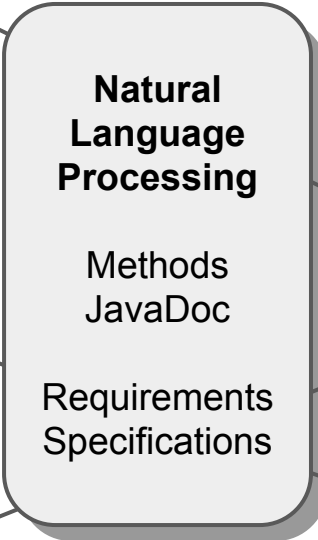 Natural
Language
Processing
Methods
JavaDoc
Requirements
Specifications